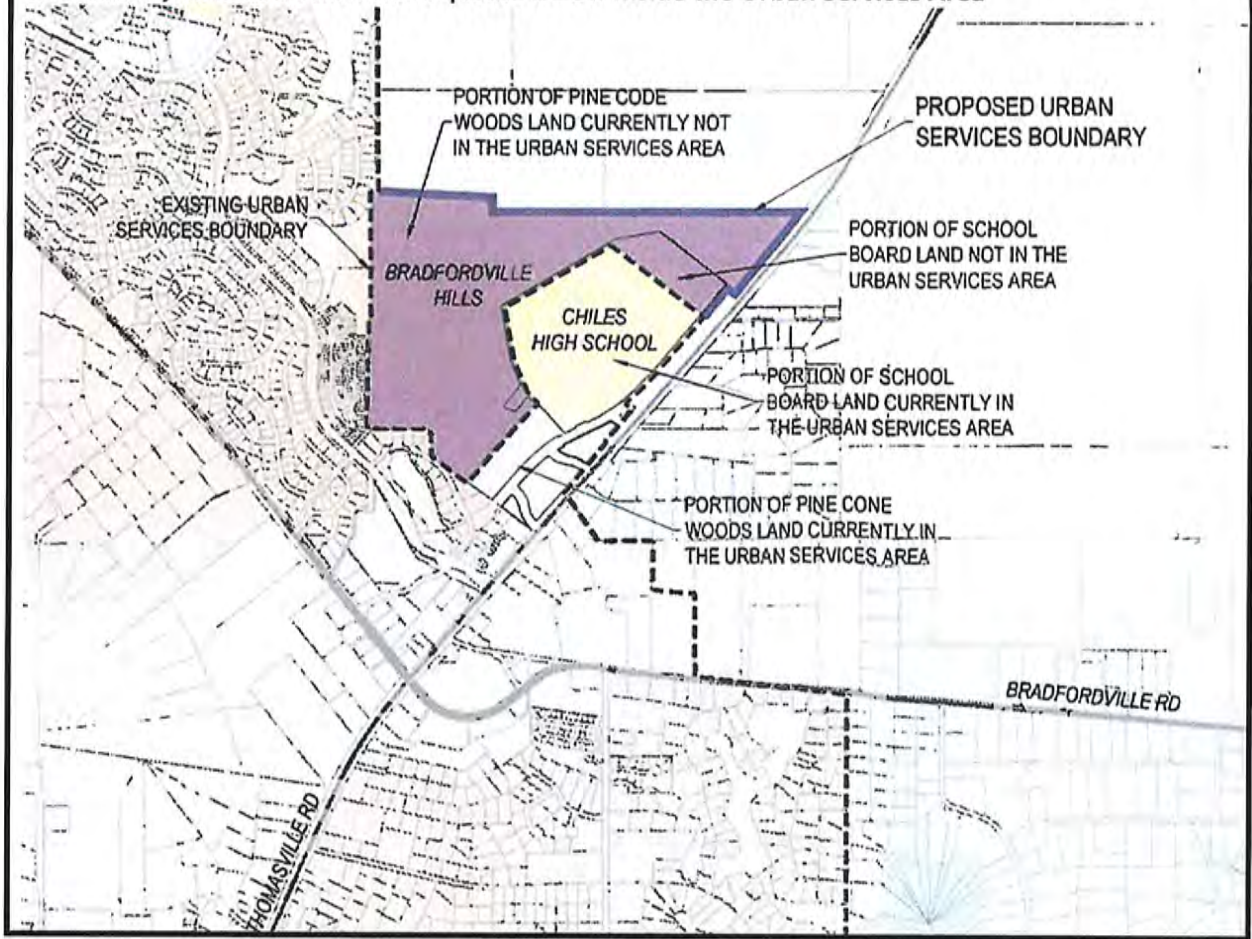 PORTION OF PINE CODE
WOODS LAND CURRENTLY NOT
IN THE URBAN SERVICES AREA
PROPOSED URBAN
SERVICES BOUNDARY
EXISTING URBAN
SERVICES BOUNDARY
PORTION OF SCHOOL
BOARD LAND NOT IN THE
URBAN SERVICES AREA
BRADFORDVILLE
HILLS
CHILES
HIGH SCHOOL
PORTION OF SCHOOL
BOARD LAND CURRENTLY IN
THE URBAN SERVICES AREA
PORTION OF PINE CONE
WOODS LAND CURRENTLY IN
THE URBAN SERVICES AREA
BRADFORDVILLE RD
THOMASVILLE RD